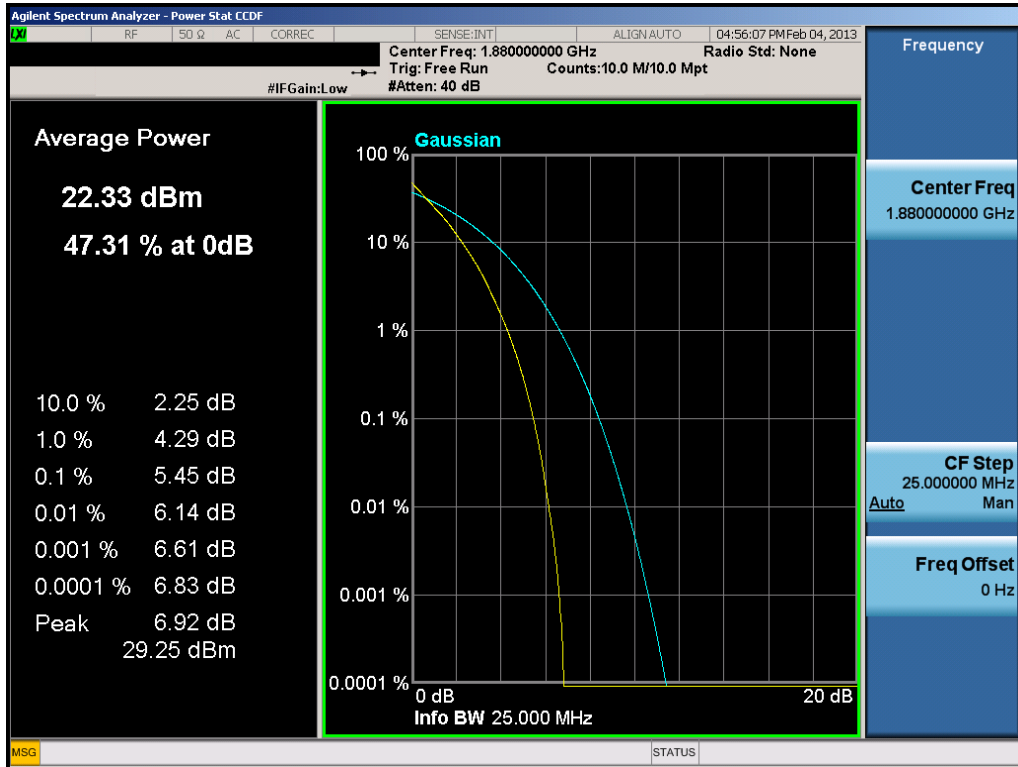 Agilent Spectrum Analyzer - Power Stat CCDF
LXI RF 50 Ω AC CORREC SENSE:INT ALIGN AUTO 04:56:07 PM Feb 04, 2013
Center Freq: 1.880000000 GHz Radio Std: None
Trig: Free Run Counts:10.0 M/10.0 Mpt
#IFGain:Low #Atten: 40 dB
Frequency
Average Power
22.33 dBm
47.31 % at 0dB
10.0 % 2.25 dB
1.0 % 4.29 dB
0.1 % 5.45 dB
0.01 % 6.14 dB
0.001 % 6.61 dB
0.0001 % 6.83 dB
Peak 6.92 dB
29.25 dBm
Gaussian
100 %
10 %
1 %
0.1 %
0.01 %
0.001 %
0.0001 %
0 dB 20 dB
Info BW 25.000 MHz
Center Freq
1.880000000 GHz
CF Step
25.000000 MHz
Auto Man
Freq Offset
0 Hz
MSG STATUS